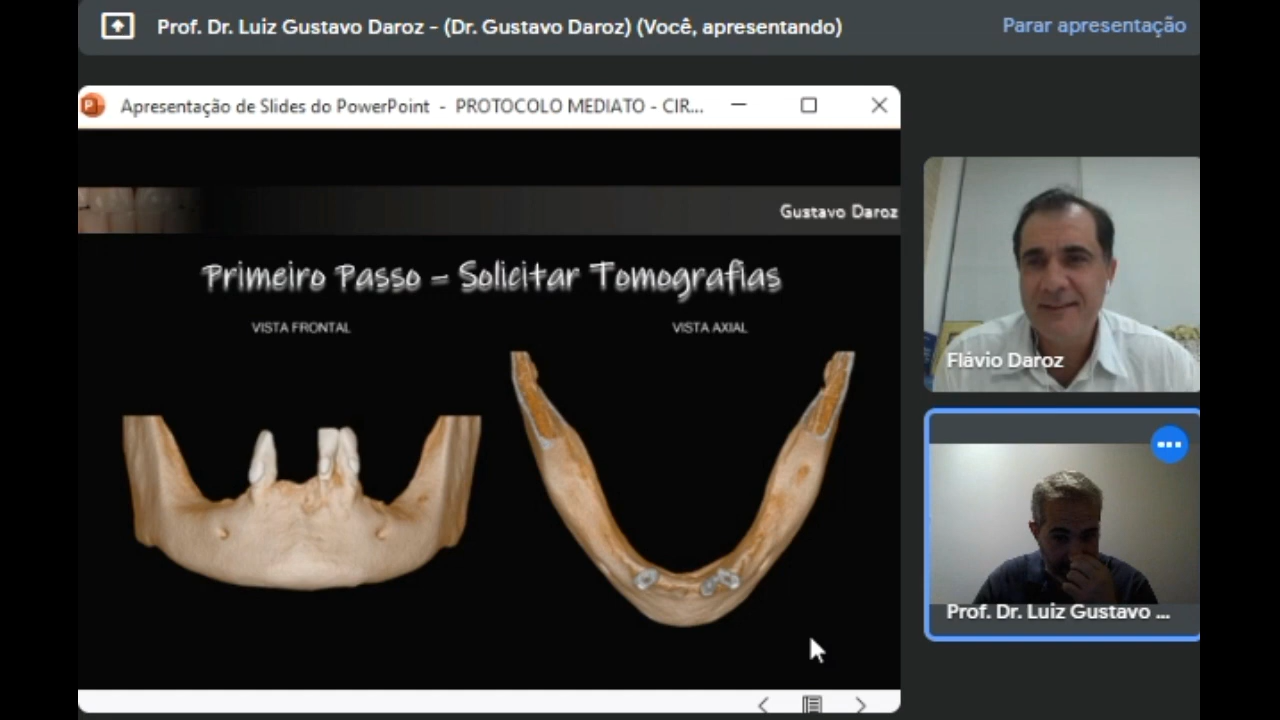 Prof. Dr. Luiz Gustavo Daroz - (Dr. Gustavo Daroz) (Você, apresentando)
Parar apresentação
Apresentação de Slides do PowerPoint - PROTOCOLO MEDIATO - CIR...
Gustavo Daroz
Primeiro Passo - Solicitar Tomografias
VISTA FRONTAL
VISTA AXIAL
Flávio Daroz
Prof. Dr. Luiz Gustavo ...